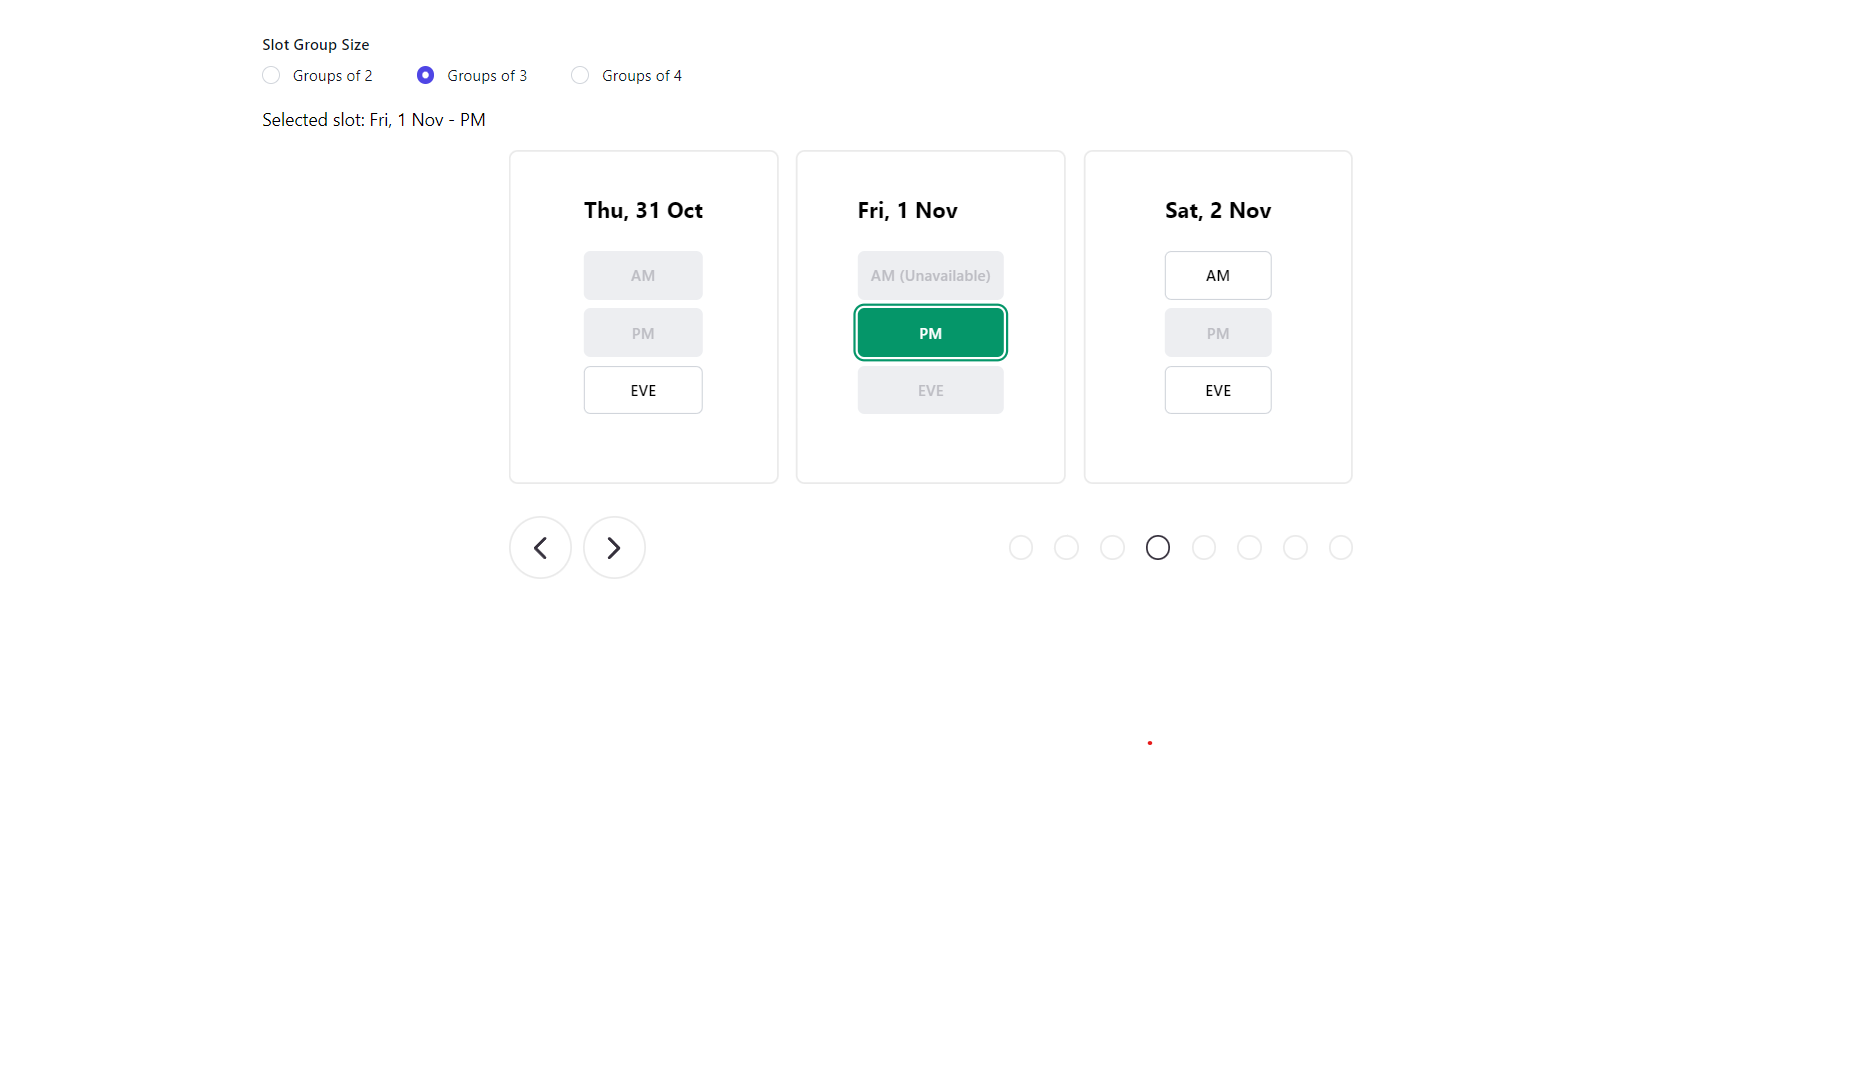 Slot Group Size
Groups of 2 Groups of 3 Groups of 4
Selected slot: Fri, 1 Nov - PM
Thu, 31 Oct
AM
PM
EVE
Fri, 1 Nov
AM (Unavailable)
PM
EVE
Sat, 2 Nov
AM
PM
EVE